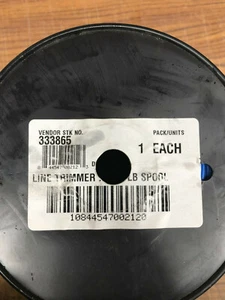 VENDOR STK NO. PACK/UNITS
333865 1 EACH
D
LINE TRIMMER LB SPOOL
10844547002120